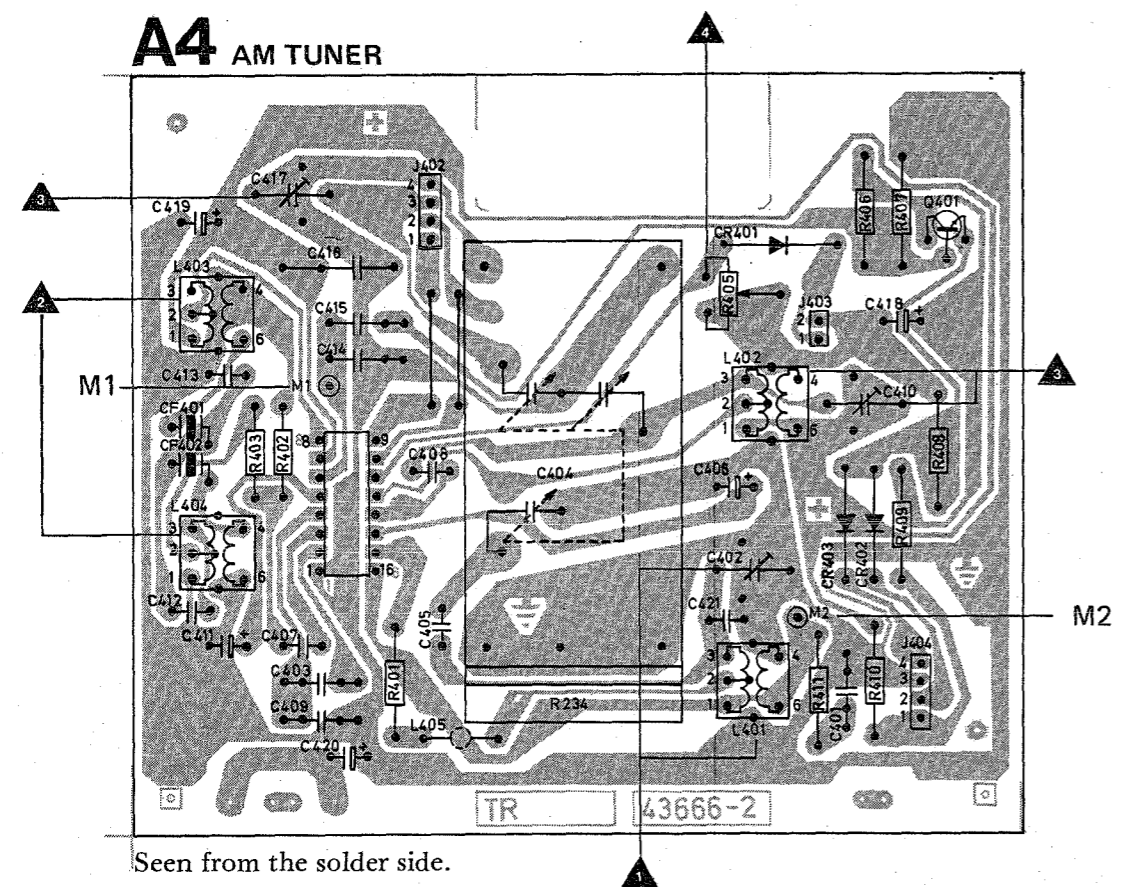 A4 AM TUNER
4
J402
4
3
2
1
C417
3
C419
R406
R407
Q401
CR401
C416
L403
3
2
1
4
6
2
R405
J403
2
1
C418
C415
C414
L402
3
2
1
4
6
3
C413
M1
M1
C410
CF401
CF402
R403
R402
8
9
C408
R408
C404
C406
L404
3
2
1
4
6
R409
1
16
C402
CR403
CR402
C412
C405
C421
M2
M2
C411
C407
J404
4
3
2
1
C403
R401
3
2
1
4
6
R411
C401
R410
R234
C409
L405
L401
C420
TR
43666-2
Seen from the solder side.
1